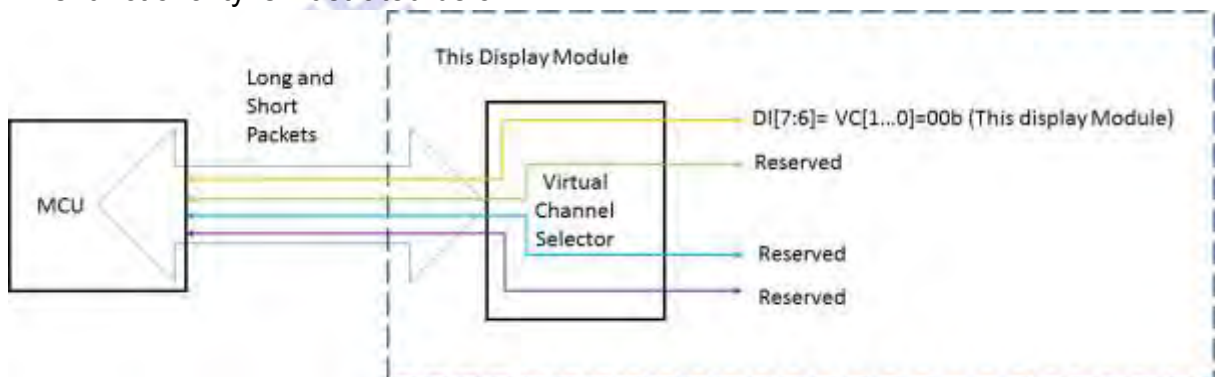 This Display Module
Long and
Short
Packets
MCU
Virtual
Channel
Selector
DI[7:6]= VC[1...0]=00b (This display Module)
Reserved
Reserved
Reserved